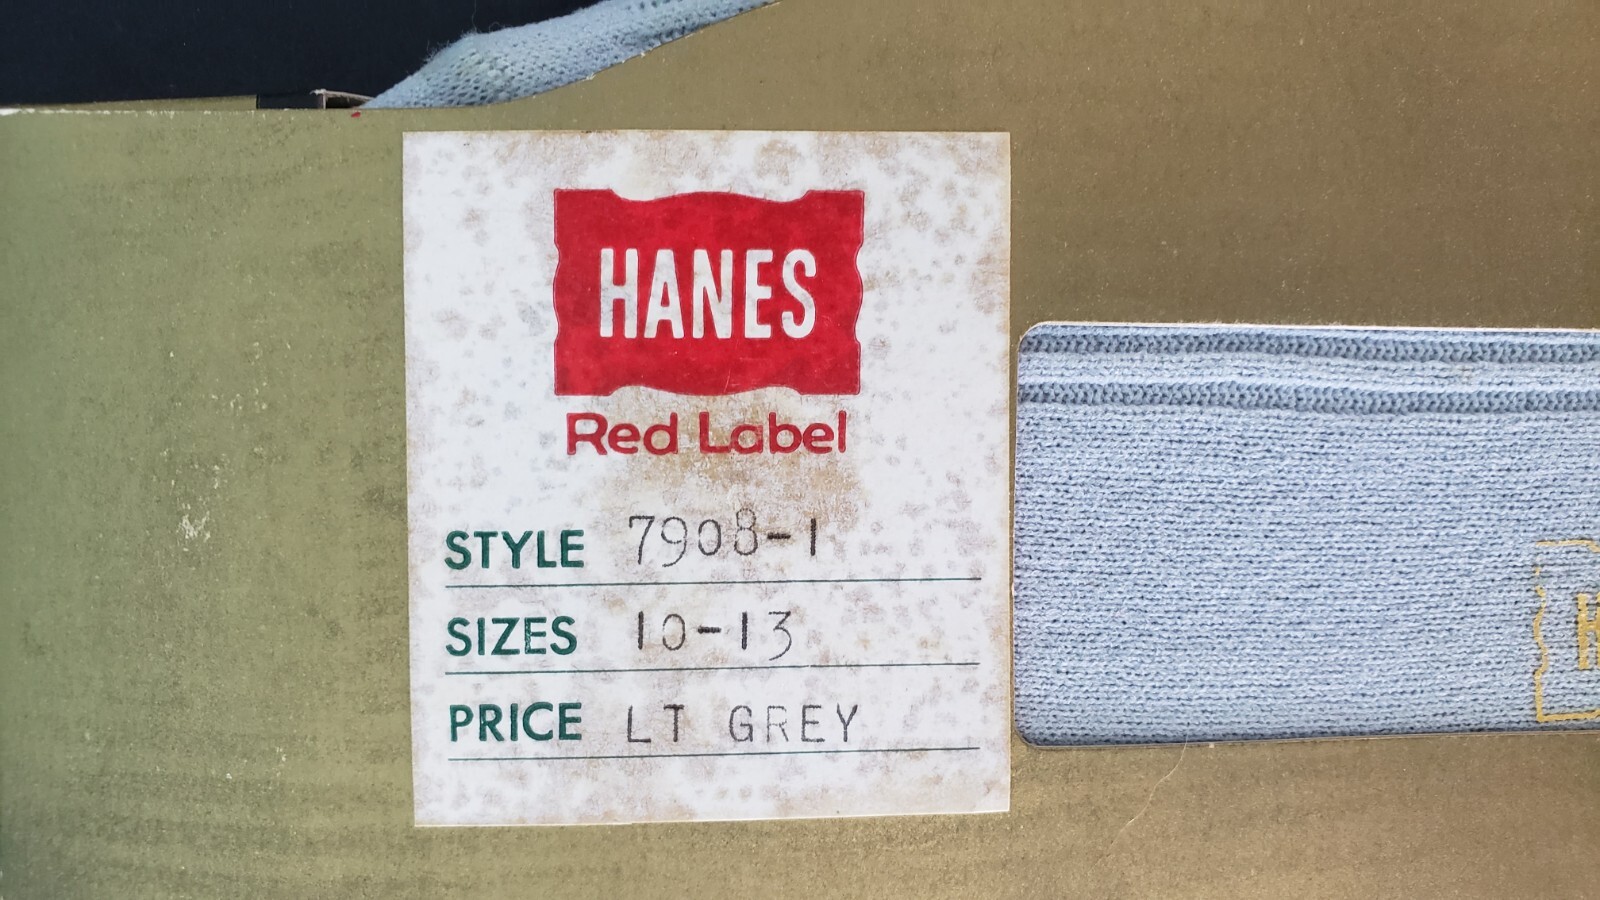 HANES
Red Label
STYLE 7908-1
SIZES 10-13
PRICE LT GREY
H